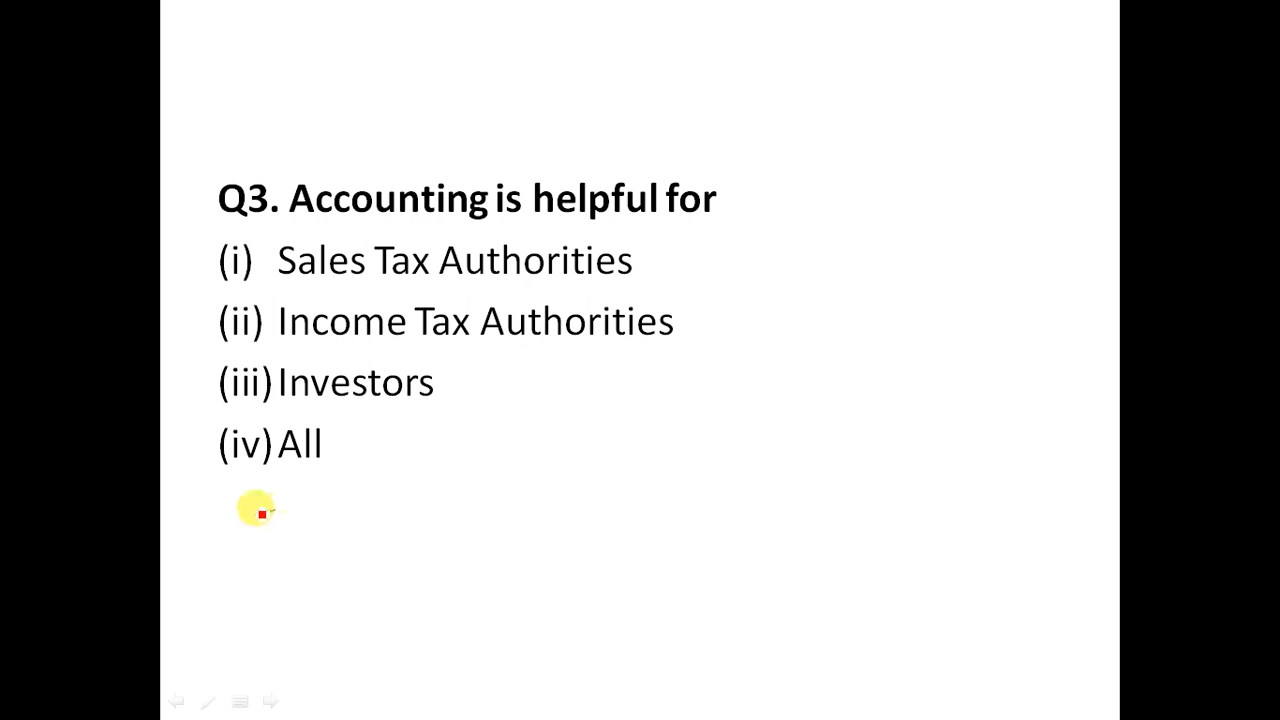 Q3. Accounting is helpful for
(i) Sales Tax Authorities
(ii) Income Tax Authorities
(iii) Investors
(iv) All